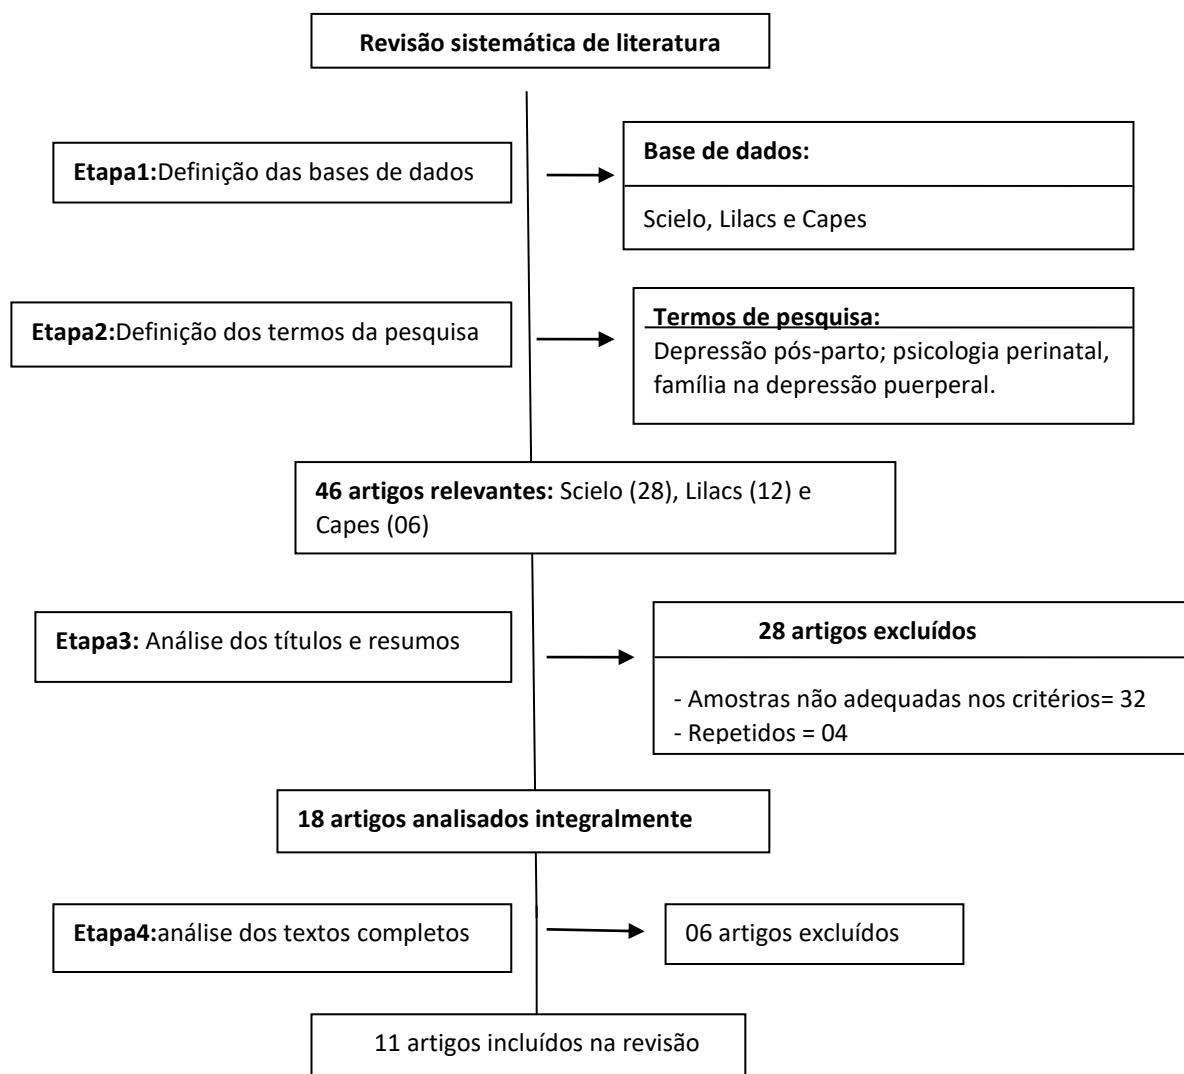 Revisão sistemática de literatura
Etapa1:Definição das bases de dados
Base de dados:
Scielo, Lilacs e Capes
Etapa2:Definição dos termos da pesquisa
Termos de pesquisa:
Depressão pós-parto; psicologia perinatal,
família na depressão puerperal.
46 artigos relevantes: Scielo (28), Lilacs (12) e
Capes (06)
Etapa3: Análise dos títulos e resumos
28 artigos excluídos
- Amostras não adequadas nos critérios= 32
- Repetidos = 04
18 artigos analisados integralmente
Etapa4:análise dos textos completos
06 artigos excluídos
11 artigos incluídos na revisão